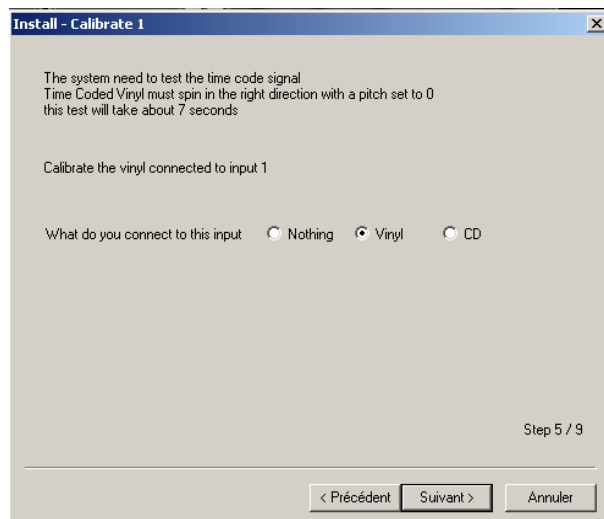 Install - Calibrate 1
The system need to test the time code signal
Time Coded Vinyl must spin in the right direction with a pitch set to 0
this test will take about 7 seconds
Calibrate the vinyl connected to input 1
What do you connect to this input Nothing Vinyl CD
Step 5 / 9
< Précédent Suivant > Annuler